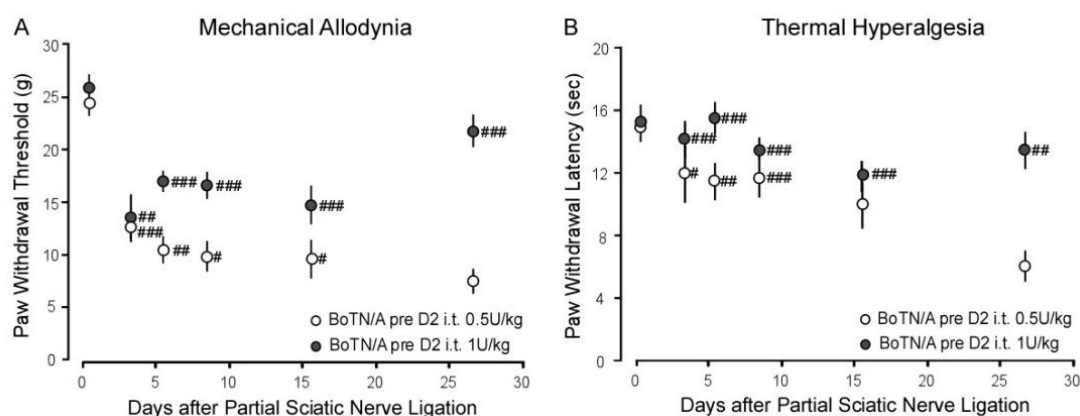 A
Mechanical Allodynia
Paw Withdrawal Threshold (g)
30
25
20
15
10
5
0
###
###
###
##
###
###
##
#
#
BoTN/A pre D2 i.t. 0.5U/kg
BoTN/A pre D2 i.t. 1U/kg
0 5 10 15 20 25 30
Days after Partial Sciatic Nerve Ligation
B
Thermal Hyperalgesia
Paw Withdrawal Latency (sec)
20
16
12
8
4
0
###
###
###
##
#
##
###
###
BoTN/A pre D2 i.t. 0.5U/kg
BoTN/A pre D2 i.t. 1U/kg
0 5 10 15 20 25 30
Days after Partial Sciatic Nerve Ligation